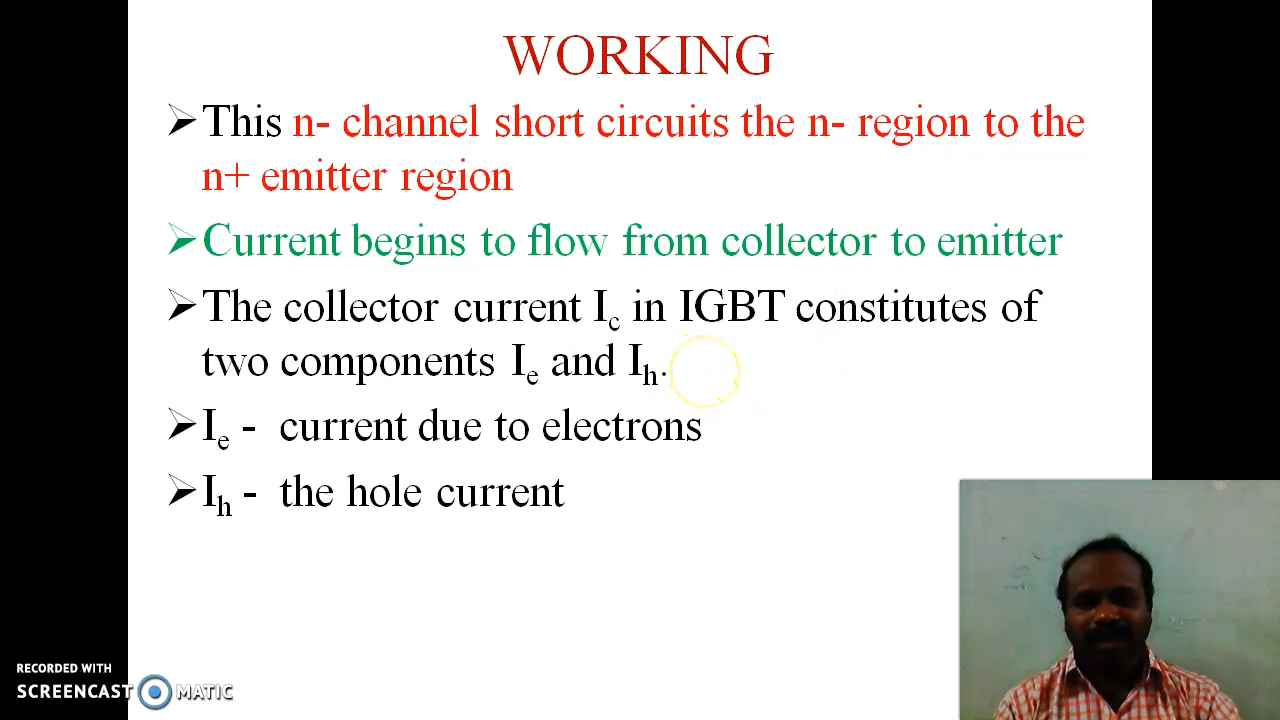 WORKING
➢This n- channel short circuits the n- region to the
n+ emitter region
➢Current begins to flow from collector to emitter
➢The collector current Ic in IGBT constitutes of
two components Ie and Ih.
➢Ie - current due to electrons
➢Ih - the hole current
RECORDED WITH
SCREENCAST MATIC